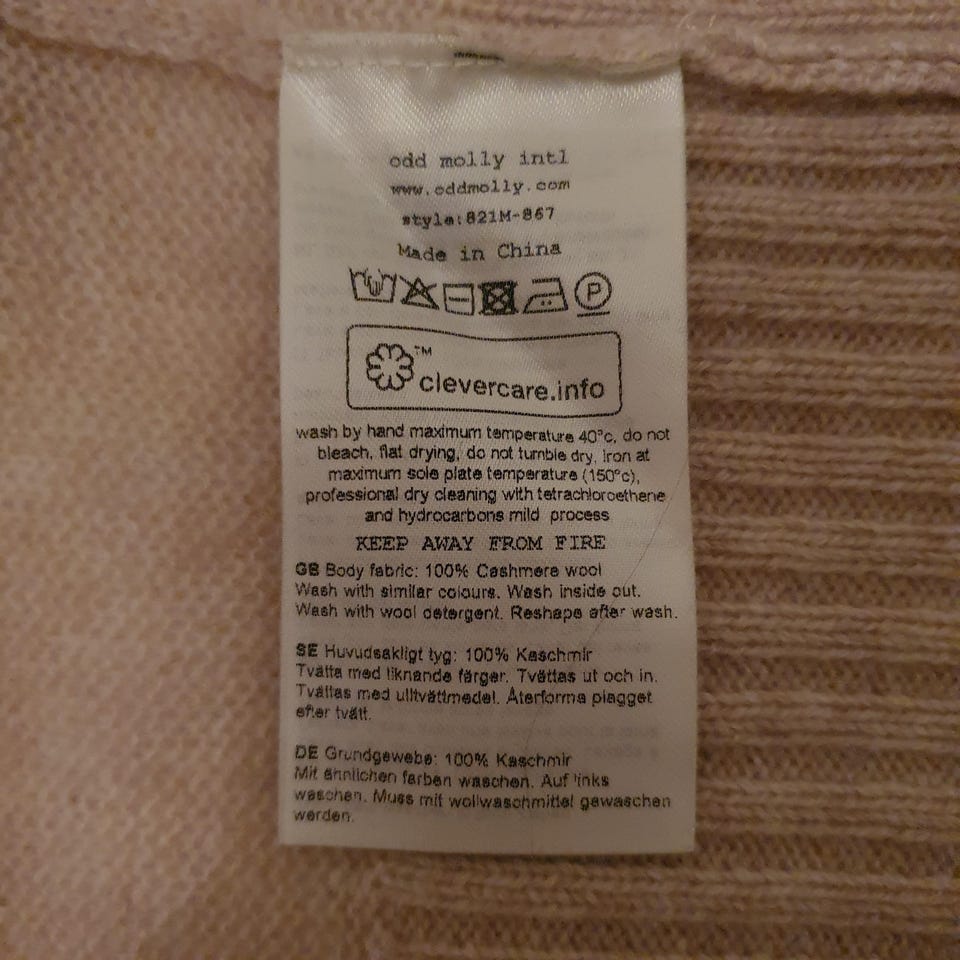 odd molly intl
www.oddmolly.com
style:821M-867
Made in China
P
™
clevercare.info
wash by hand maximum temperature 40°c, do not
bleach, flat drying, do not tumble dry, iron at
maximum sole plate temperature (150°c),
professional dry cleaning with tetrachloroethene
and hydrocarbons mild process
KEEP AWAY FROM FIRE
GB Body fabric: 100% Cashmere wool
Wash with similar colours. Wash inside out.
Wash with wool detergent. Reshape after wash.
SE Huvudsakligt tyg: 100% Kaschmir
Tvätta med liknande färger. Tvättas ut och in.
Tvättas med ulltvättmedel. Återforma plagget
efter tvätt.
DE Grundgewebe: 100% Kaschmir
Mit ähnlichen farben waschen. Auf links
waschen. Muss mit wollwaschmittel gewaschen
werden.